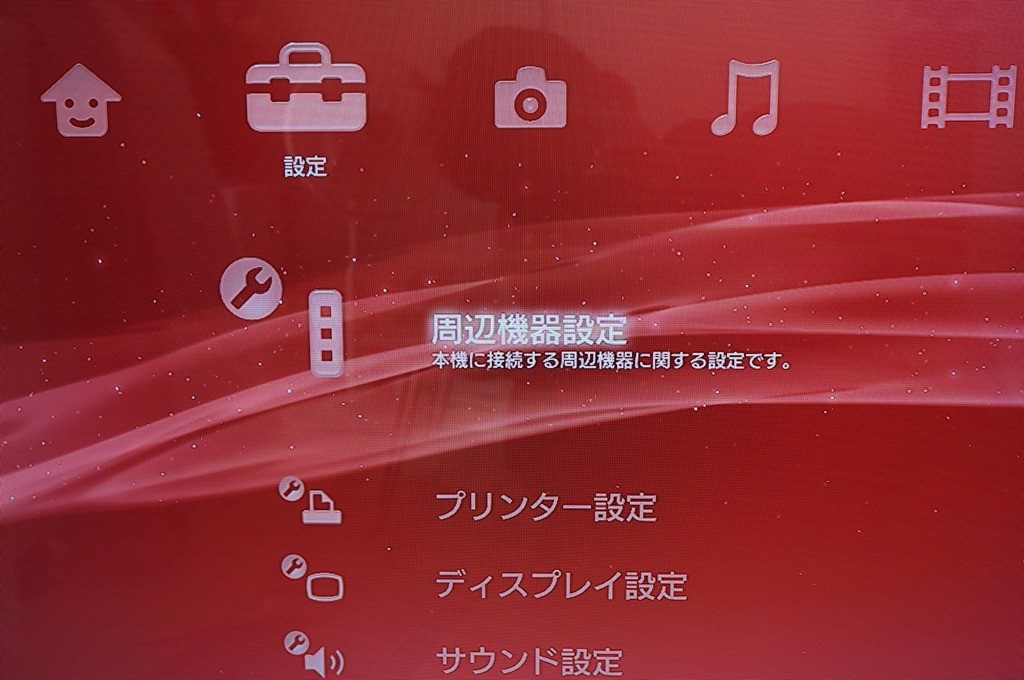 設定
周辺機器設定
本機に接続する周辺機器に関する設定です。
プリンター設定
ディスプレイ設定
サウンド設定